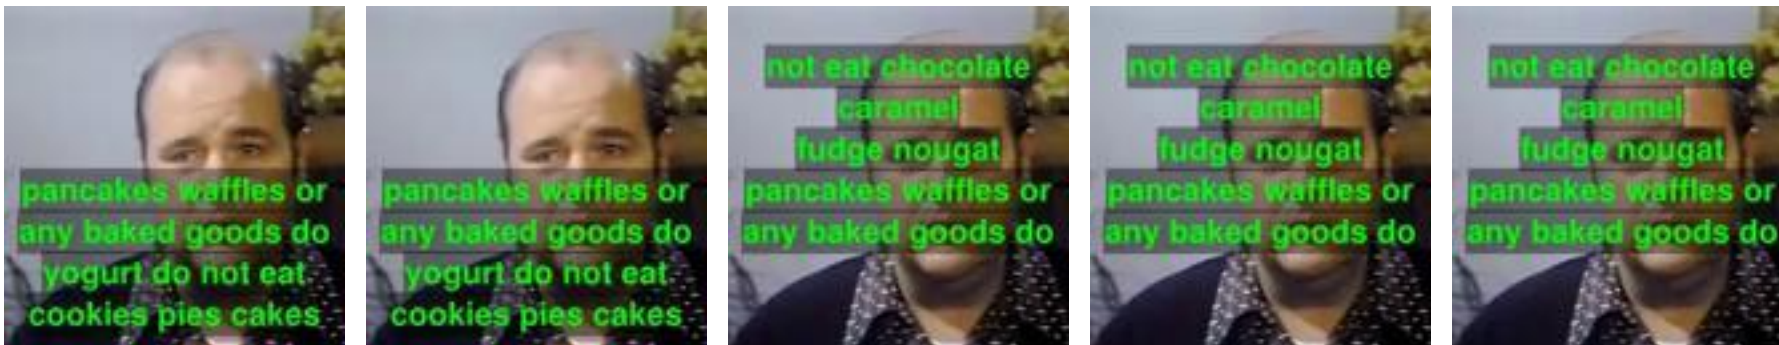 pancakes waffles or
any baked goods do
yogurt do not eat
cookies pies cakes
pancakes waffles or
any baked goods do
yogurt do not eat
cookies pies cakes
not eat chocolate
caramel
fudge nougat
pancakes waffles or
any baked goods do
not eat chocolate
caramel
fudge nougat
pancakes waffles or
any baked goods do
not eat chocolate
caramel
fudge nougat
pancakes waffles or
any baked goods do